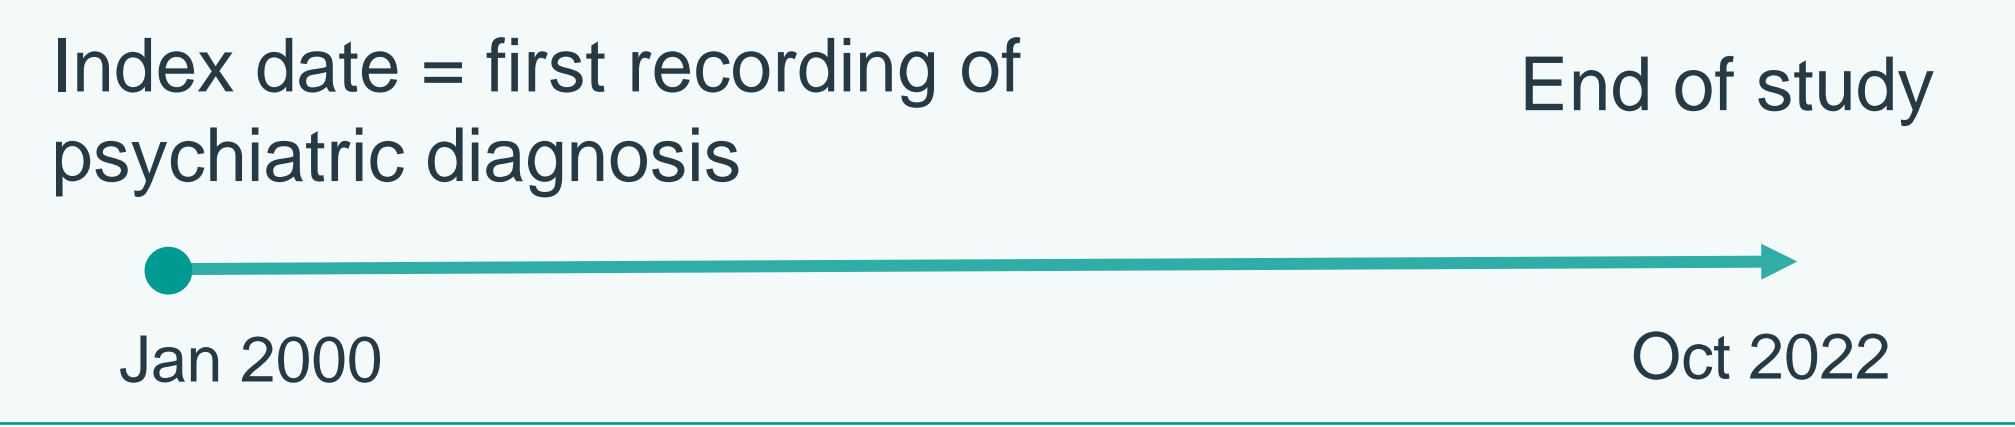 Index date = first recording of
psychiatric diagnosis
End of study
Jan 2000
Oct 2022